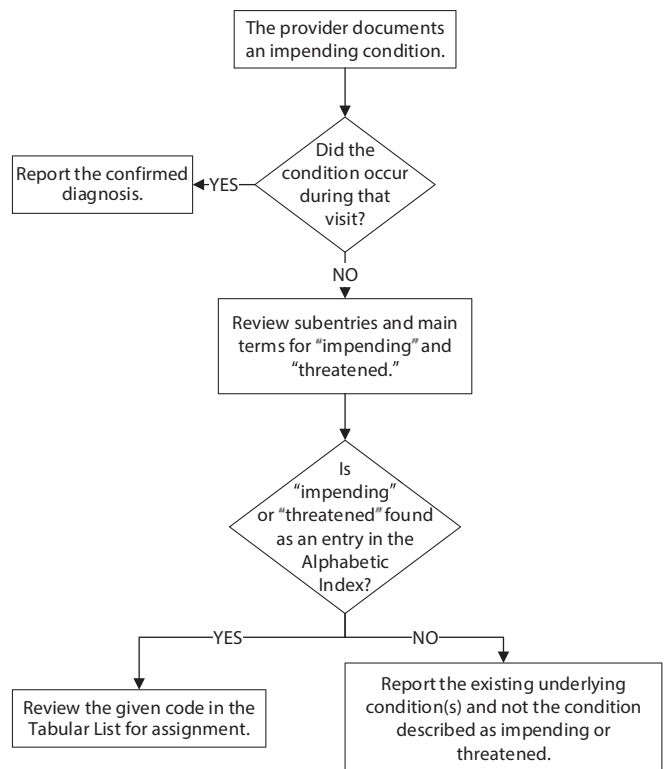 The provider documents
an impending condition.
Did the
condition occur
during that
visit?
YES
Report the confirmed
diagnosis.
NO
Review subentries and main
terms for “impending” and
“threatened.”
Is
“impending”
or “threatened” found
as an entry in the
Alphabetic
Index?
YES
NO
Review the given code in the
Tabular List for assignment.
Report the existing underlying
condition(s) and not the condition
described as impending or
threatened.